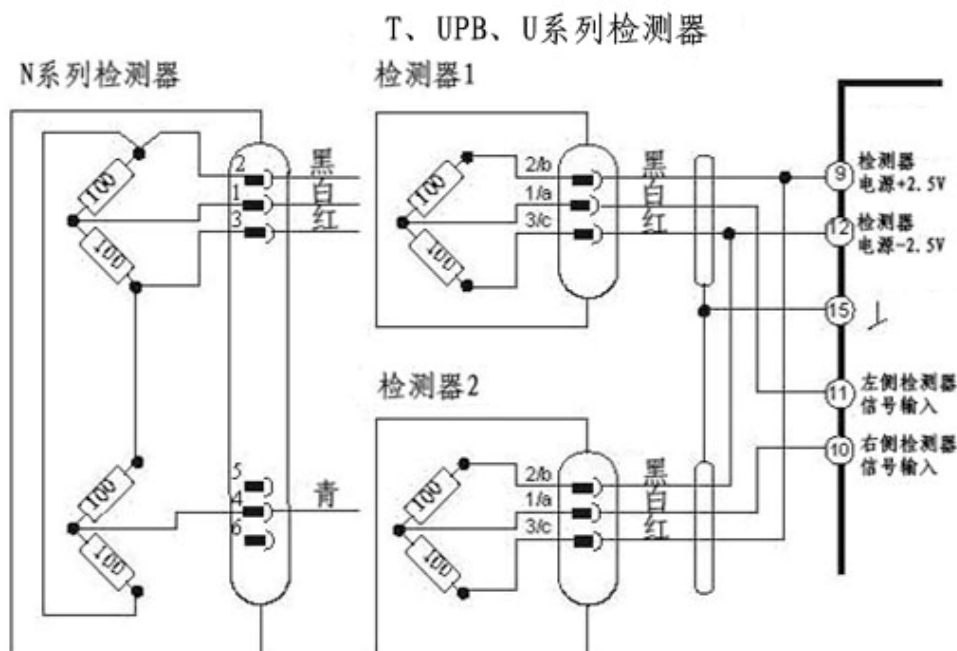 T、UPB、U系列检测器
N系列检测器
100
100
2
1
3
黑
白
红
100
100
5
4
6
青
检测器1
100
100
2/b
1/a
3/c
黑
白
红
检测器2
100
100
2/b
1/a
3/c
黑
白
红
9
检测器
电源+2.5V
12
检测器
电源-2.5V
15
11
左侧检测器
信号输入
10
右侧检测器
信号输入